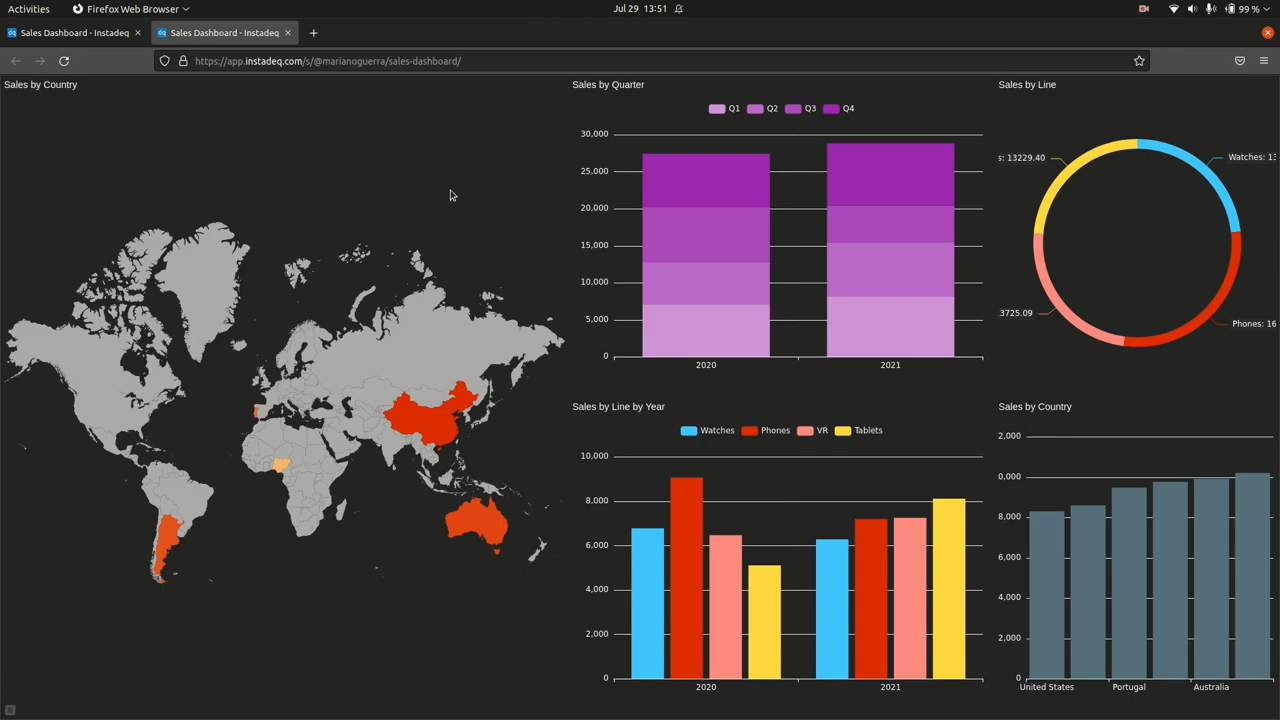 Activities
Firefox Web Browser
Jul 29 13:51
99 %
Sales Dashboard - Instadeq
Sales Dashboard - Instadeq
https://app.instadeq.com/s/@marianoguerra/sales-dashboard/
Sales by Country
Sales by Quarter
Q1 Q2 Q3 Q4
30,000
25,000
20,000
15,000
10,000
5,000
0
2020 2021
Sales by Line
s: 13229.40
Watches: 13
3725.09
Phones: 16
Sales by Line by Year
Watches Phones VR Tablets
10,000
8,000
6,000
4,000
2,000
0
2020 2021
Sales by Country
2,000
0,000
8,000
6,000
4,000
2,000
0
United States Portugal Australia